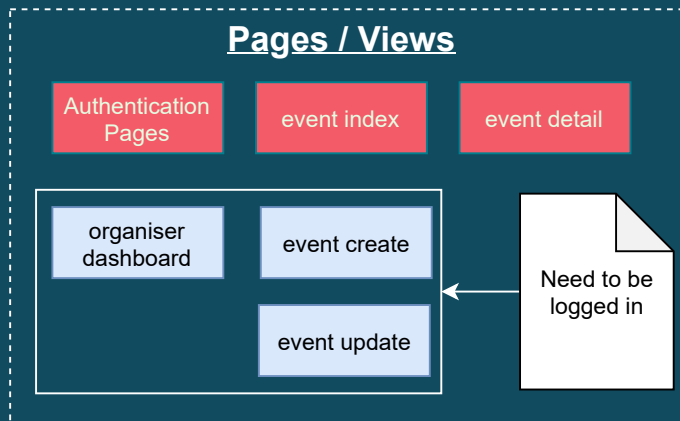 Pages / Views
Authentication
Pages
event index
event detail
organiser
dashboard
event create
event update
Need to be
logged in